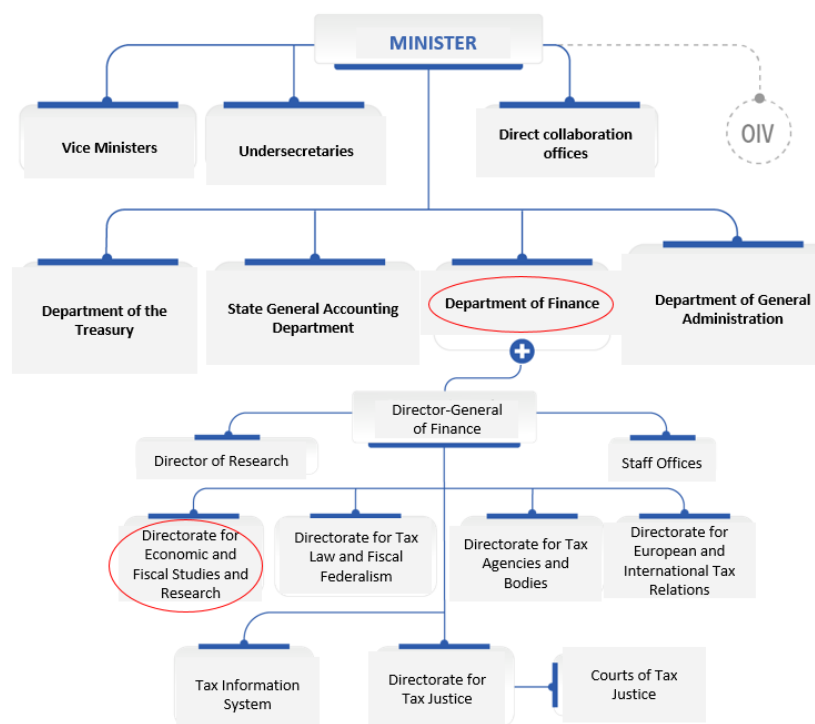 MINISTER
Vice Ministers
Undersecretaries
Direct collaboration
offices
OIV
Department of the
Treasury
State General Accounting
Department
Department of Finance
Department of General
Administration
Director-General
of Finance
Director of Research
Staff Offices
Directorate for
Economic and
Fiscal Studies and
Research
Directorate for Tax
Law and Fiscal
Federalism
Directorate for Tax
Agencies and
Bodies
Directorate for
European and
International Tax
Relations
Tax Information
System
Directorate for
Tax Justice
Courts of Tax
Justice